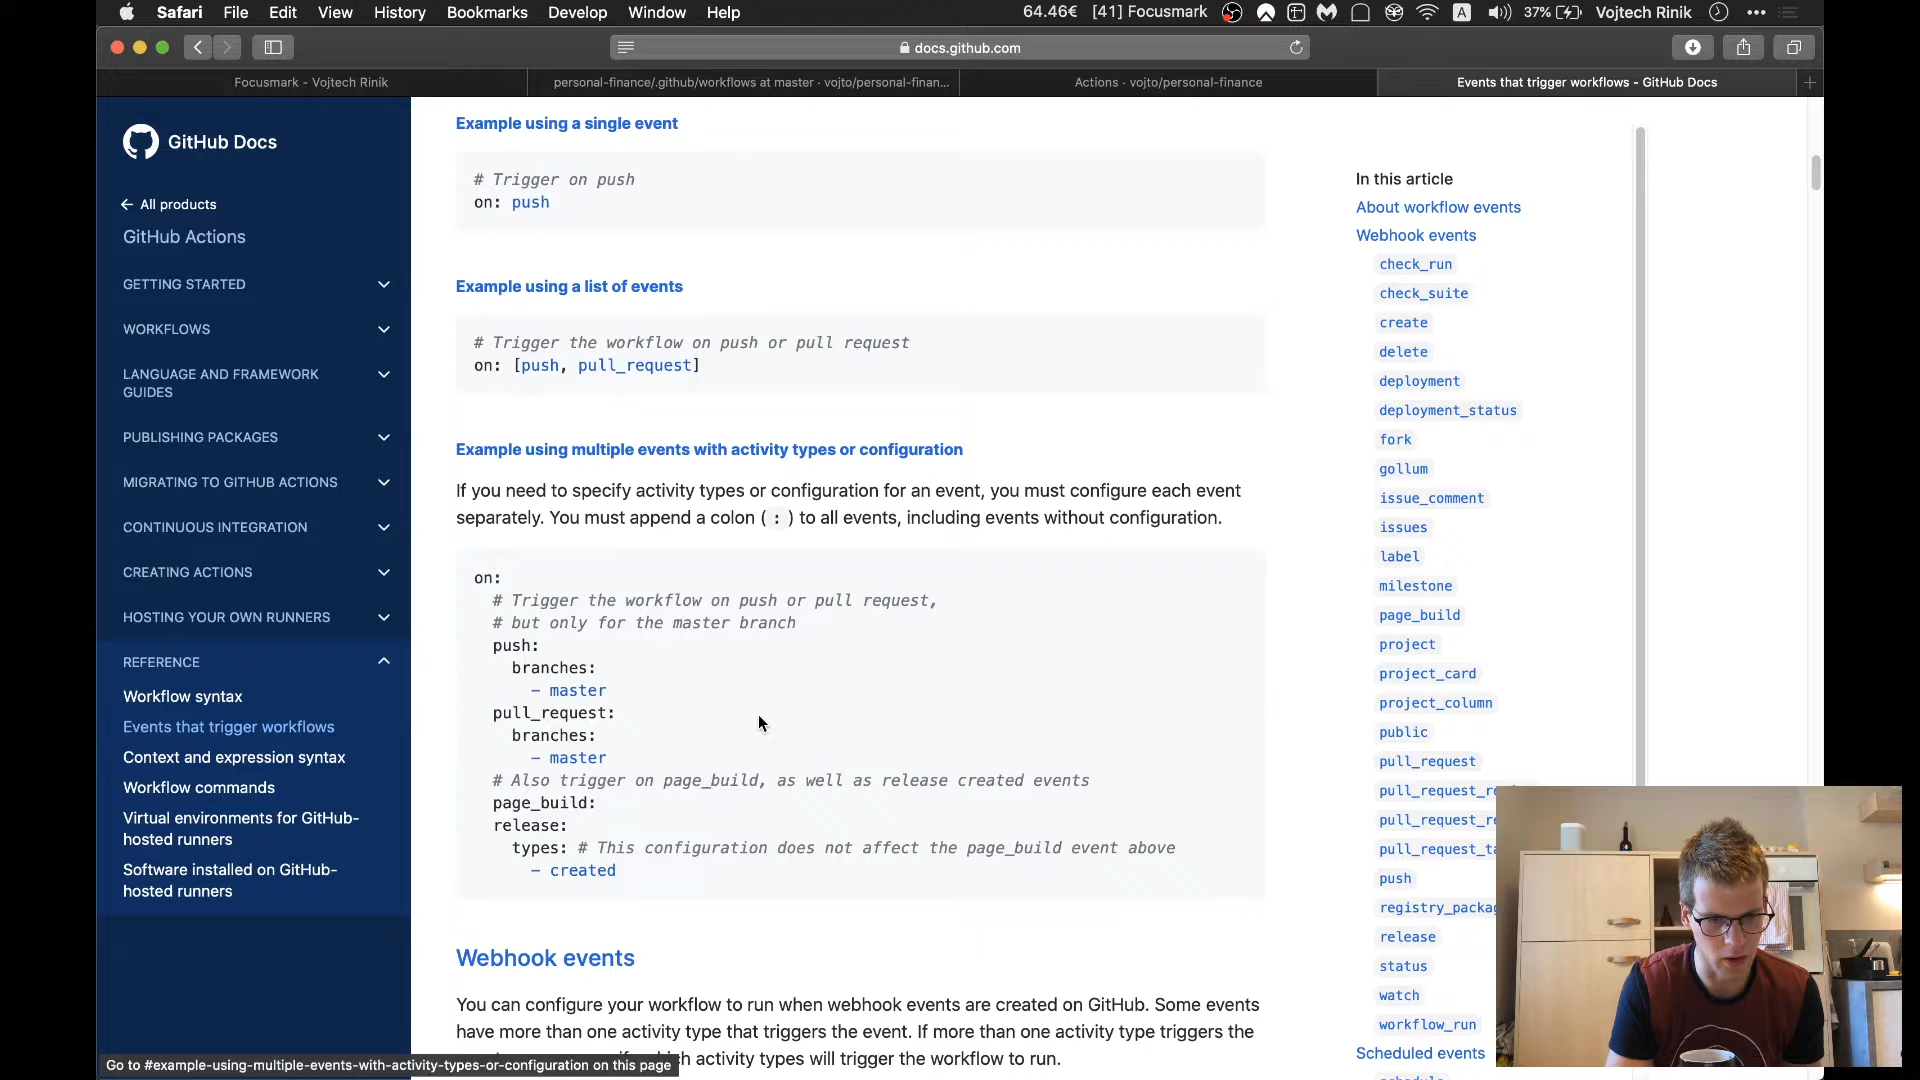 Safari File Edit View History Bookmarks Develop Window Help 64.46€ [41] Focusmark A 37% Vojtech Rinik
docs.github.com
Focusmark - Vojtech Rinik
personal-finance/.github/workflows at master · vojto/personal-finan...
Actions · vojto/personal-finance
Events that trigger workflows - GitHub Docs
GitHub Docs
All products
GitHub Actions
GETTING STARTED
WORKFLOWS
LANGUAGE AND FRAMEWORK
GUIDES
PUBLISHING PACKAGES
MIGRATING TO GITHUB ACTIONS
CONTINUOUS INTEGRATION
CREATING ACTIONS
HOSTING YOUR OWN RUNNERS
REFERENCE
Workflow syntax
Events that trigger workflows
Context and expression syntax
Workflow commands
Virtual environments for GitHub-
hosted runners
Software installed on GitHub-
hosted runners
Example using a single event
# Trigger on push
on: push
Example using a list of events
# Trigger the workflow on push or pull request
on: [push, pull_request]
Example using multiple events with activity types or configuration
If you need to specify activity types or configuration for an event, you must configure each event
separately. You must append a colon ( : ) to all events, including events without configuration.
on:
# Trigger the workflow on push or pull request,
# but only for the master branch
push:
branches:
- master
pull_request:
branches:
- master
# Also trigger on page_build, as well as release created events
page_build:
release:
types: # This configuration does not affect the page_build event above
- created
Webhook events
You can configure your workflow to run when webhook events are created on GitHub. Some events
have more than one activity type that triggers the event. If more than one activity type triggers the
activity types will trigger the workflow to run.
Go to #example-using-multiple-events-with-activity-types-or-configuration on this page
In this article
About workflow events
Webhook events
check_run
check_suite
create
delete
deployment
deployment_status
fork
gollum
issue_comment
issues
label
milestone
page_build
project
project_card
project_column
public
pull_request
pull_request_re
pull_request_re
pull_request_ta
push
registry_packag
release
status
watch
workflow_run
Scheduled events